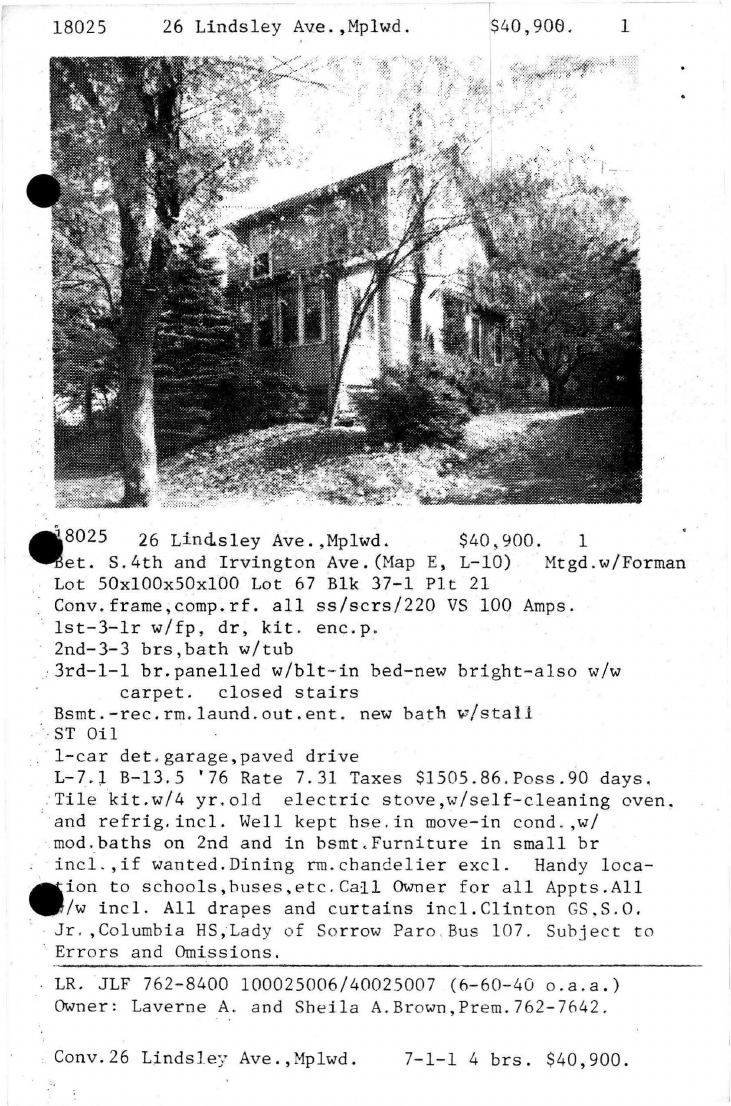 18025 26 Lindsley Ave.,Mplwd. $40,900. 1
18025 26 Lindsley Ave.,Mplwd. $40,900. 1
Bet. S.4th and Irvington Ave.(Map E, L-10) Mtgd.w/Forman
Lot 50x100x50x100 Lot 67 Blk 37-1 Plt 21
Conv.frame,comp.rf. all ss/scrs/220 VS 100 Amps.
1st-3-lr w/fp, dr, kit. enc.p.
2nd-3-3 brs,bath w/tub
3rd-1-1 br.panelled w/blt-in bed-new bright-also w/w
carpet. closed stairs
Bsmt.-rec.rm.laund.out.ent. new bath w/stall
ST Oil
1-car det.garage,paved drive
L-7.1 B-13.5 '76 Rate 7.31 Taxes $1505.86.Poss.90 days.
Tile kit.w/4 yr.old electric stove,w/self-cleaning oven.
and refrig.incl. Well kept hse.in move-in cond.,w/
mod.baths on 2nd and in bsmt.Furniture in small br
incl.,if wanted.Dining rm.chandelier excl. Handy loca-
tion to schools,buses,etc.Call Owner for all Appts.All
w/w incl. All drapes and curtains incl.Clinton GS,S.O.
Jr.,Columbia HS,Lady of Sorrow Paro.Bus 107. Subject to
Errors and Omissions.
LR. JLF 762-8400 100025006/40025007 (6-60-40 o.a.a.)
Owner: Laverne A. and Sheila A.Brown,Prem.762-7642.
Conv.26 Lindsley Ave.,Mplwd. 7-1-1 4 brs. $40,900.